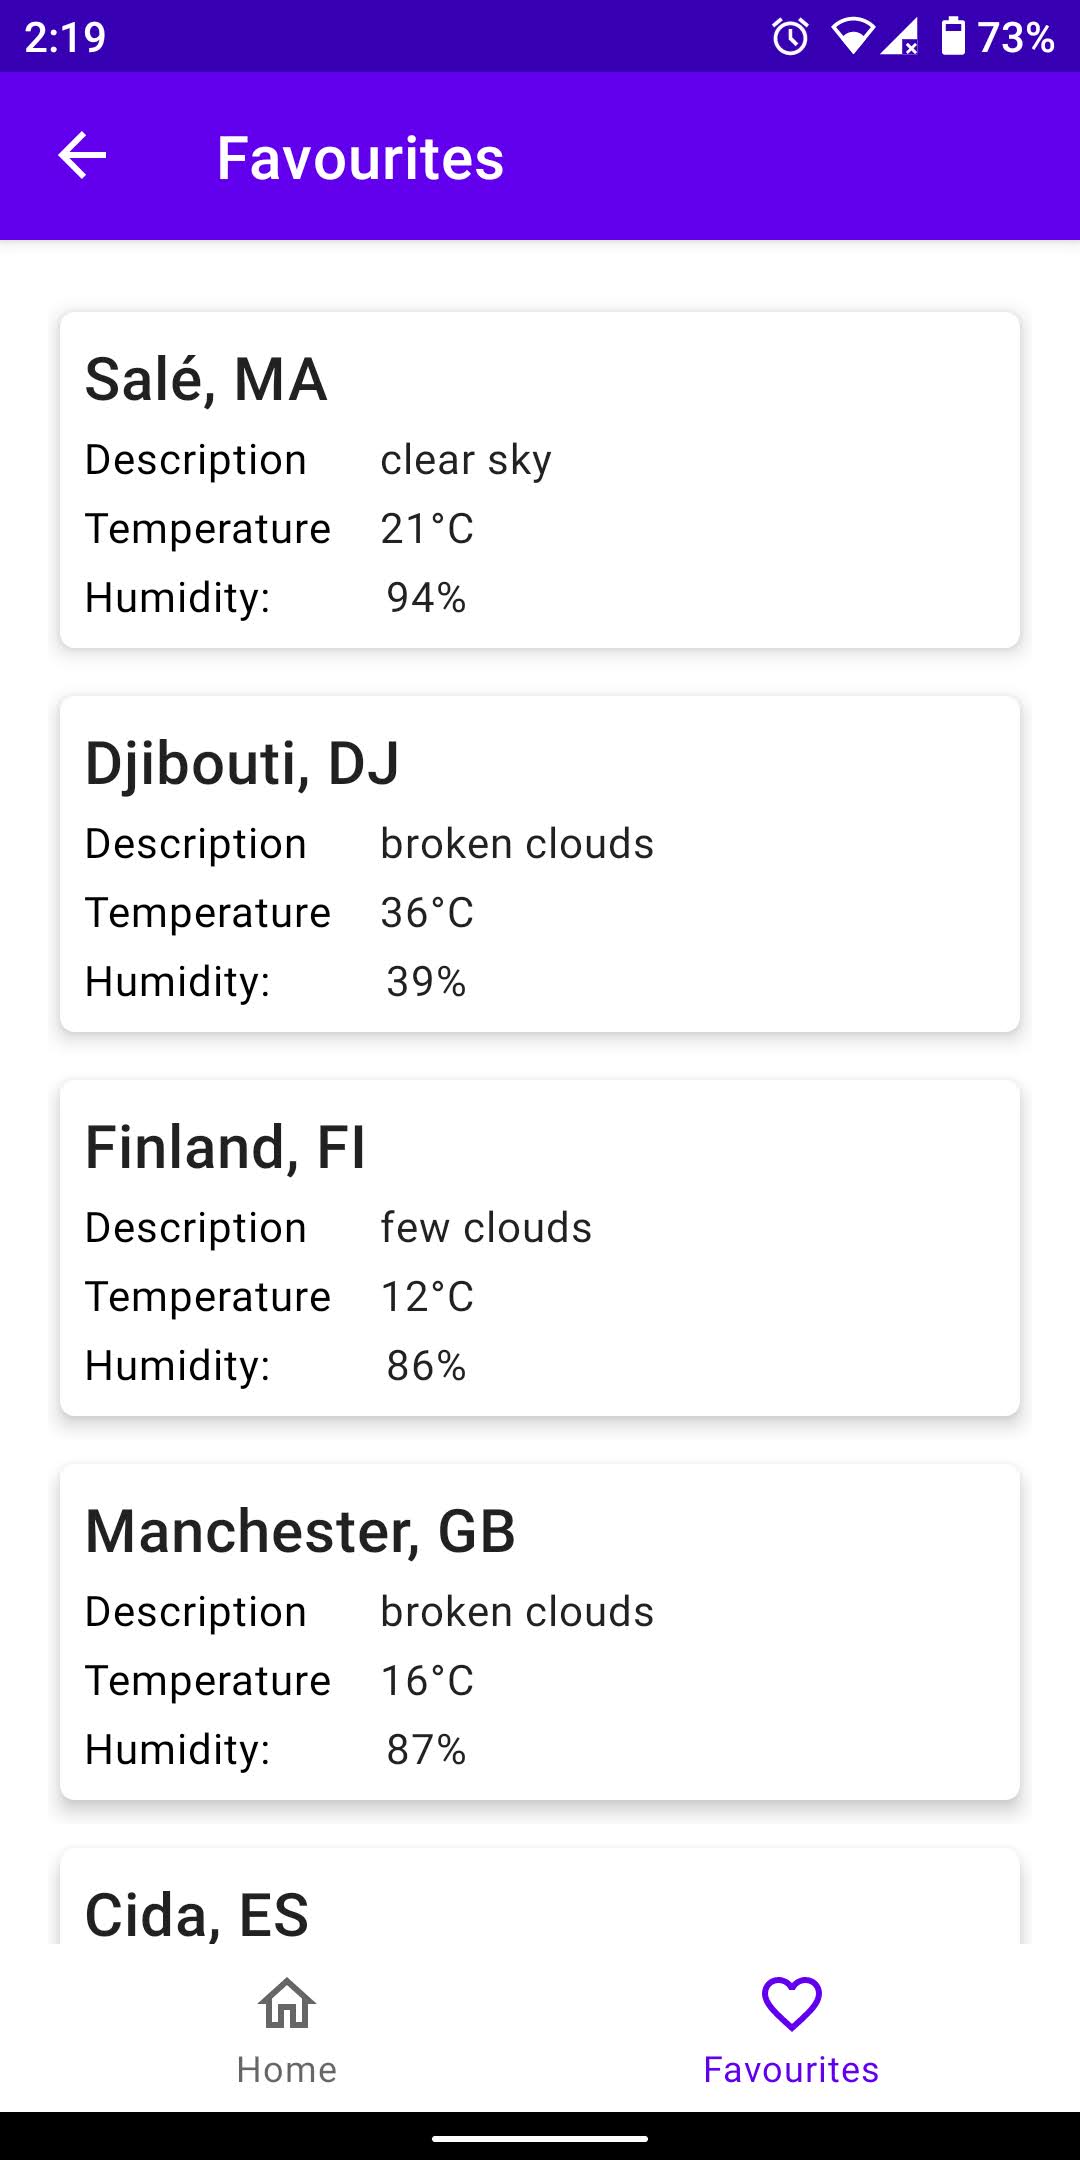 2:19 73%
Favourites
Salé, MA
Description clear sky
Temperature 21°C
Humidity: 94%
Djibouti, DJ
Description broken clouds
Temperature 36°C
Humidity: 39%
Finland, FI
Description few clouds
Temperature 12°C
Humidity: 86%
Manchester, GB
Description broken clouds
Temperature 16°C
Humidity: 87%
Cida, ES
Home Favourites